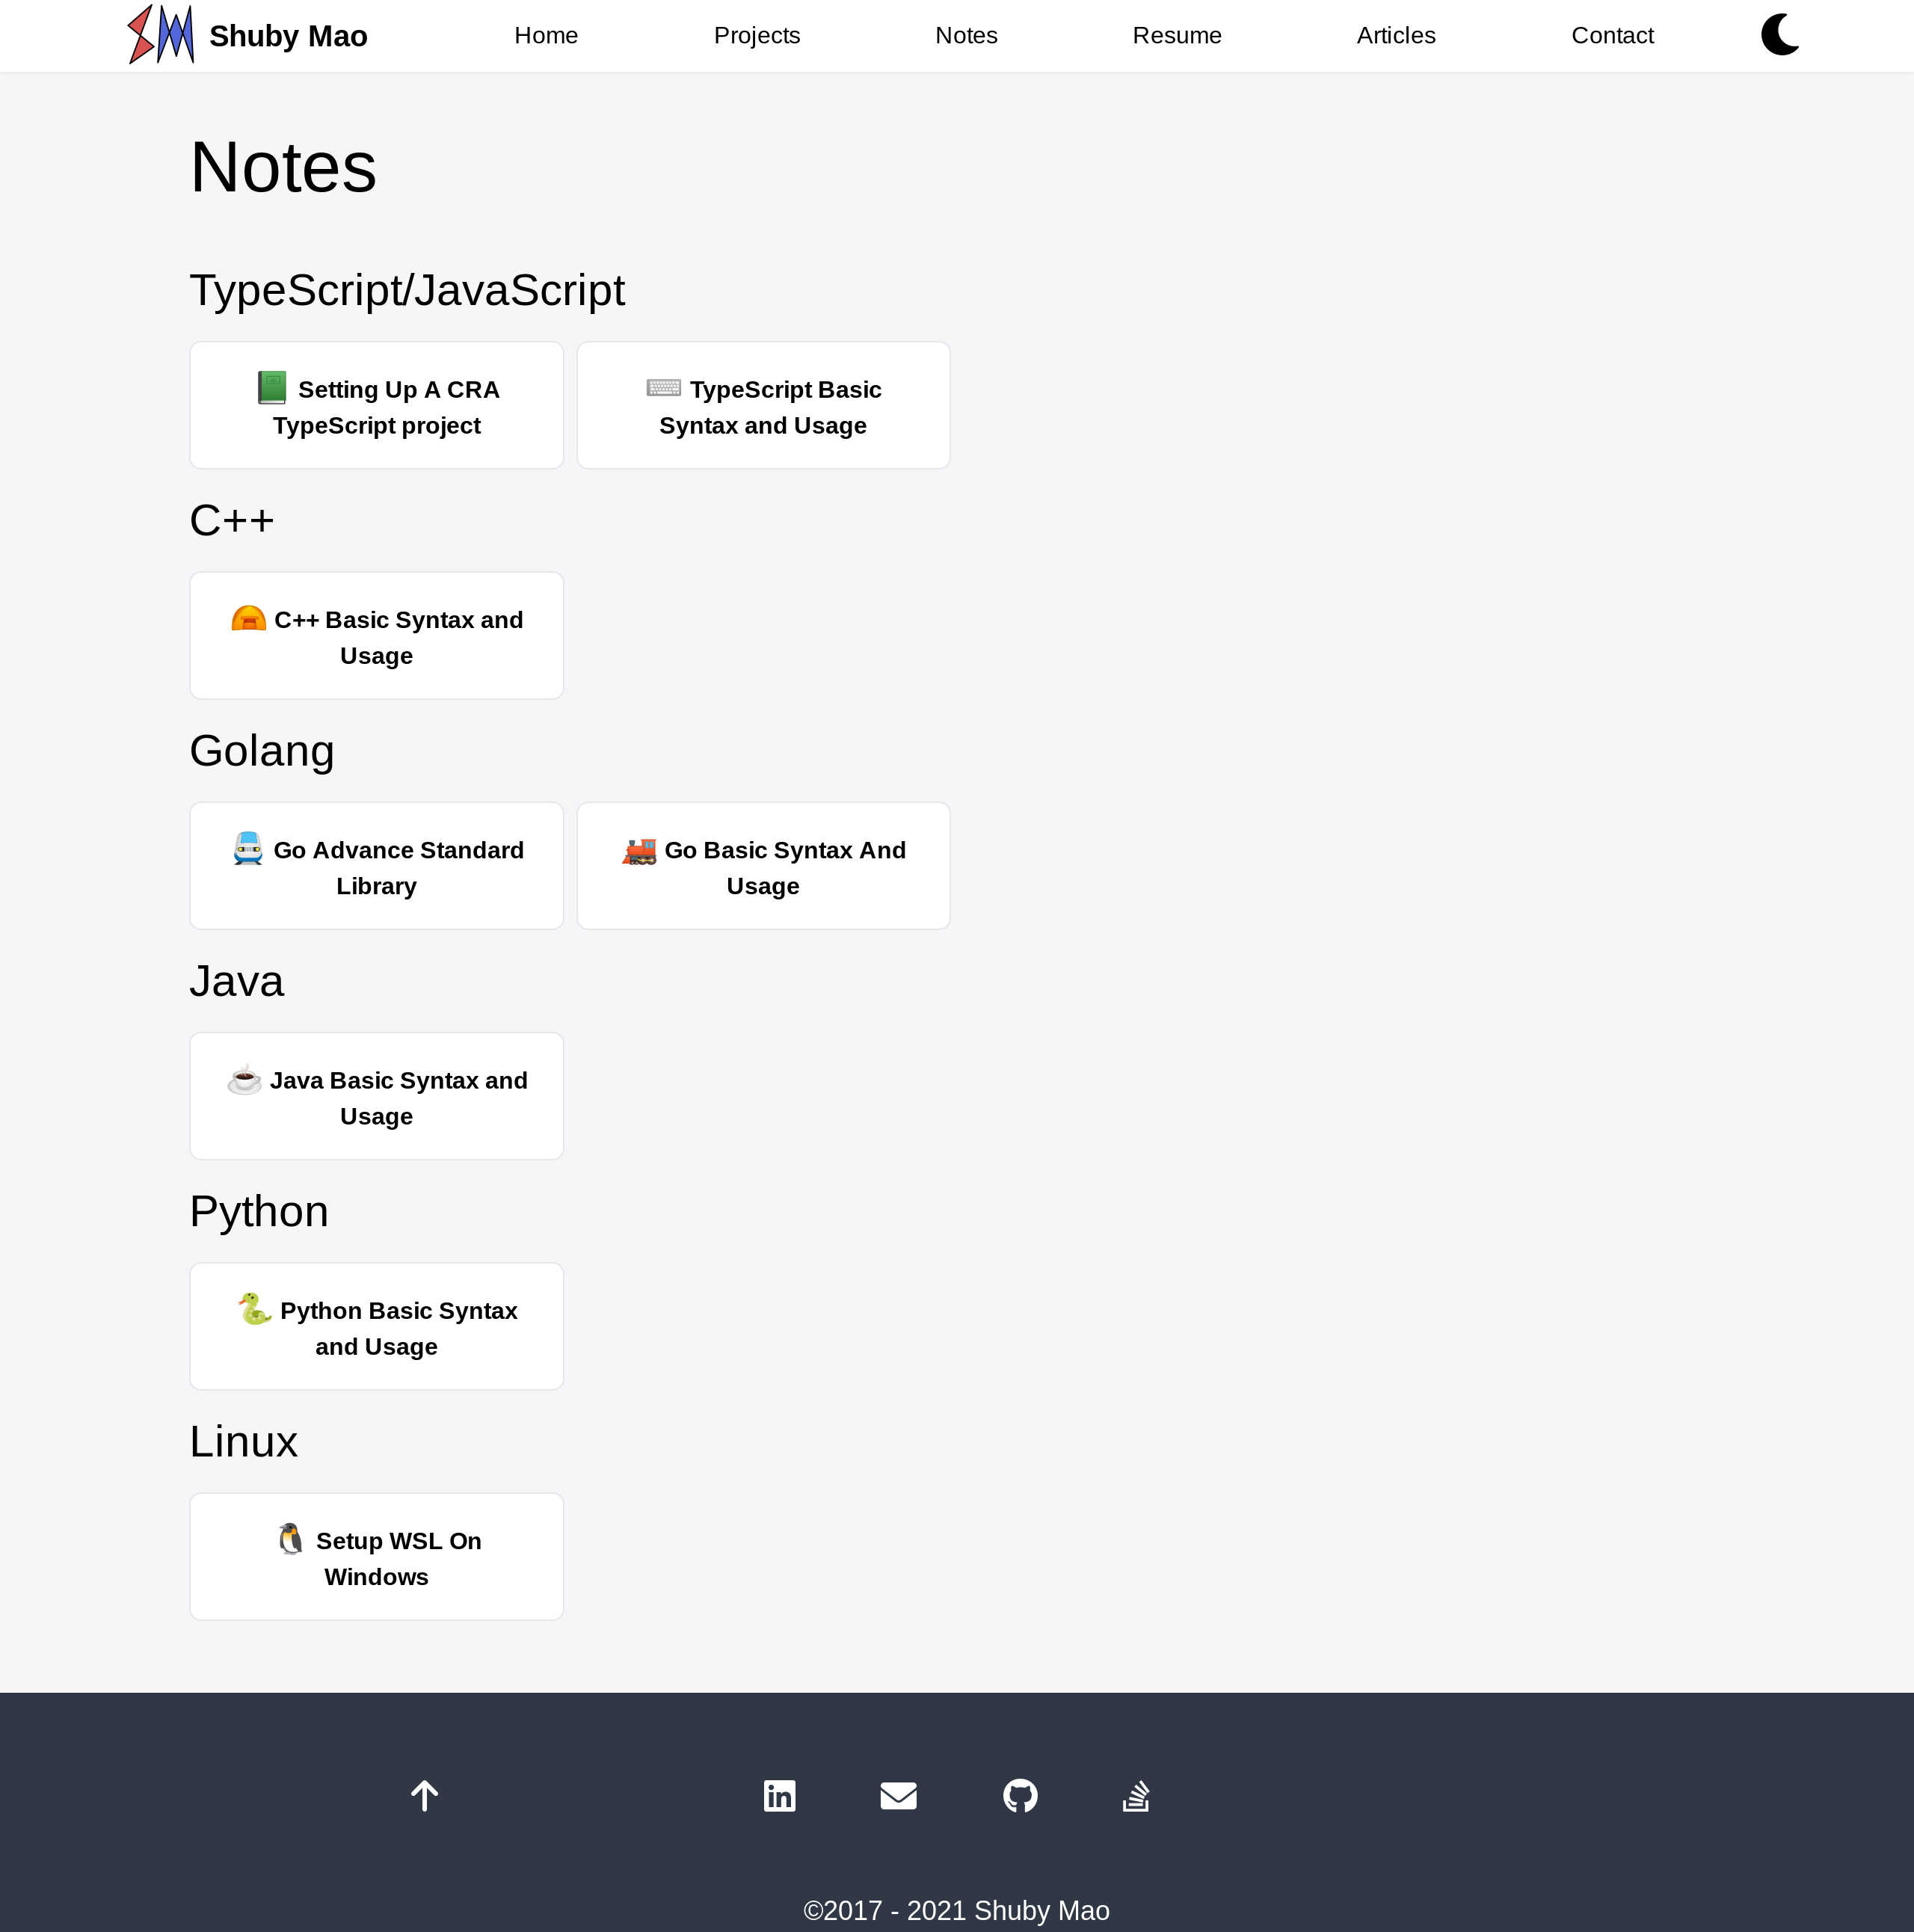 Shuby Mao Home Projects Notes Resume Articles Contact
Notes
TypeScript/JavaScript
Setting Up A CRA
TypeScript project
TypeScript Basic
Syntax and Usage
C++
C++ Basic Syntax and
Usage
Golang
Go Advance Standard
Library
Go Basic Syntax And
Usage
Java
Java Basic Syntax and
Usage
Python
Python Basic Syntax
and Usage
Linux
Setup WSL On
Windows
©2017 - 2021 Shuby Mao